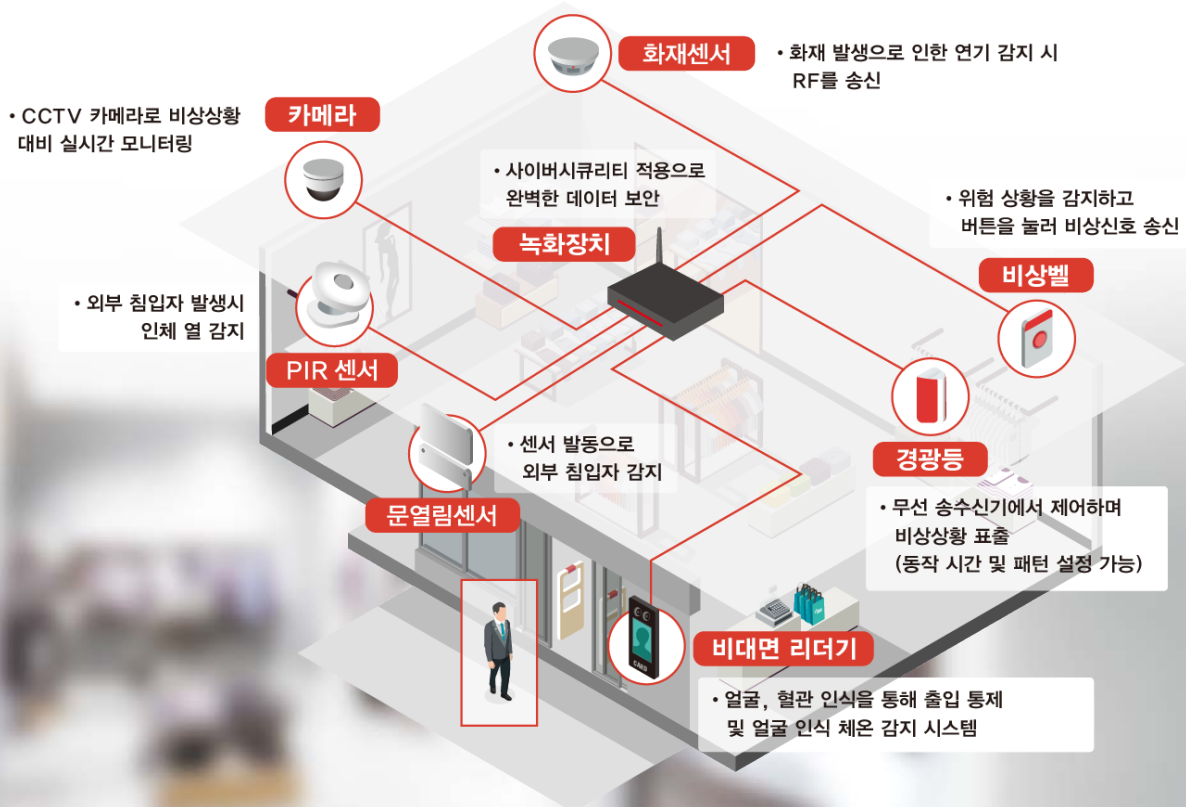 화재센서
• 화재 발생으로 인한 연기 감지 시
RF를 송신
• CCTV 카메라로 비상상황
대비 실시간 모니터링
카메라
• 사이버시큐리티 적용으로
완벽한 데이터 보안
녹화장치
• 위험 상황을 감지하고
버튼을 눌러 비상신호 송신
비상벨
• 외부 침입자 발생시
인체 열 감지
PIR 센서
• 센서 발동으로
외부 침입자 감지
문열림센서
경광등
• 무선 송수신기에서 제어하며
비상상황 표출
(동작 시간 및 패턴 설정 가능)
CARD
비대면 리더기
• 얼굴, 혈관 인식을 통해 출입 통제
및 얼굴 인식 체온 감지 시스템